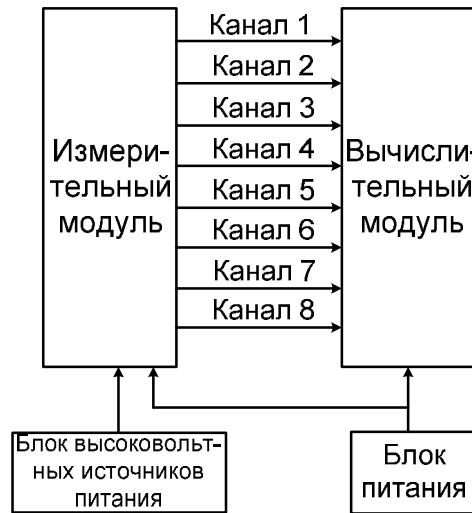 Канал 1
Канал 2
Канал 3
Канал 4
Канал 5
Канал 6
Канал 7
Канал 8
Измери-
тельный
модуль
Вычисли-
тельный
модуль
Блок высоковольт-
ных источников
питания
Блок
питания